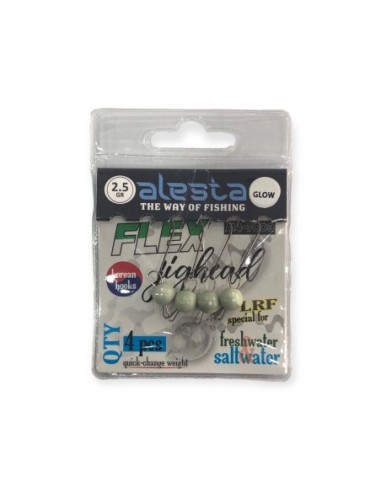 2.5
GR
alesta
GLOW
THE WAY OF FISHING
FLEX
Jighead
korean
hooks
LRF
special for
QTY
4 pcs
quick-change weight
freshwater
saltwater